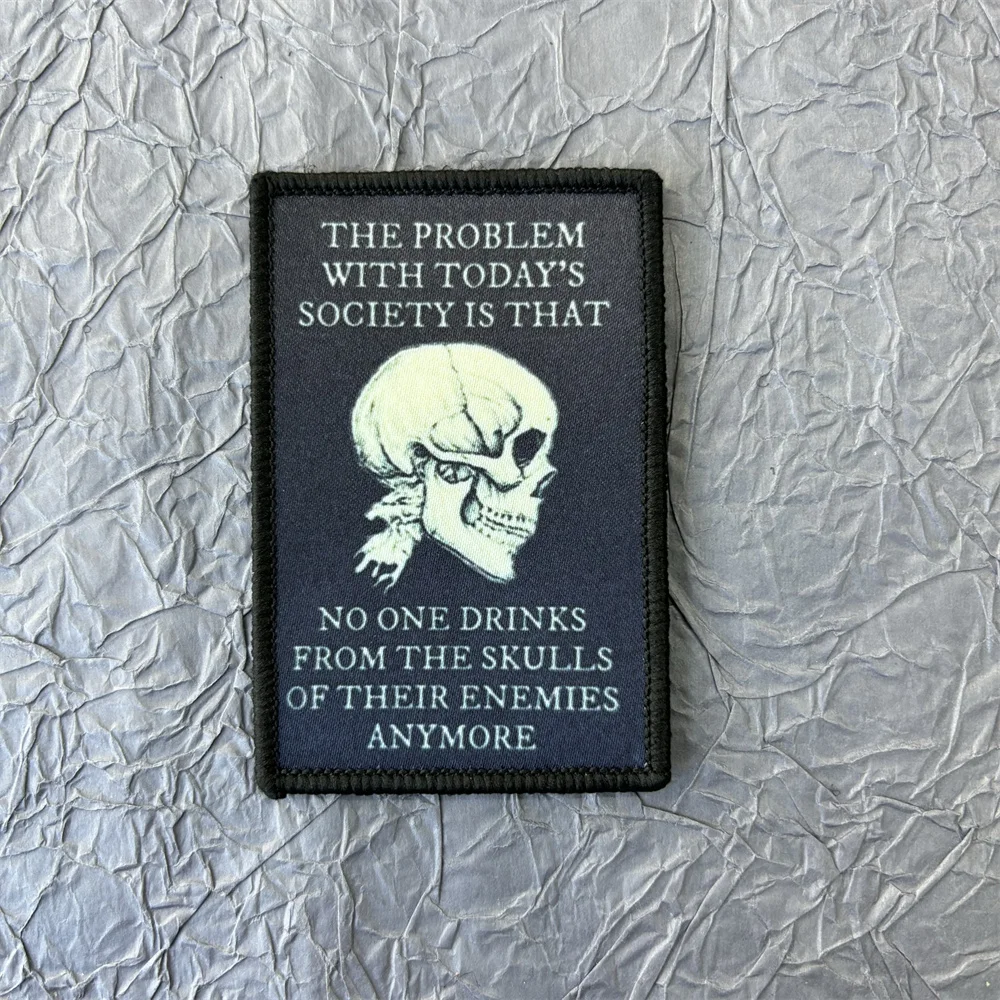 THE PROBLEM
WITH TODAY'S
SOCIETY IS THAT
NO ONE DRINKS
FROM THE SKULLS
OF THEIR ENEMIES
ANYMORE